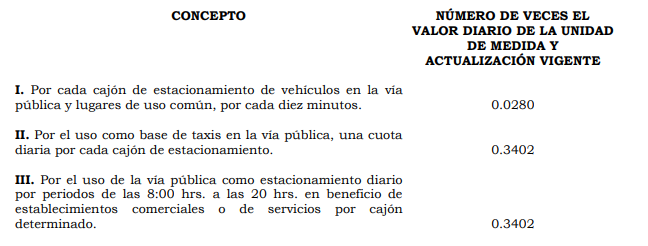 CONCEPTO
NÚMERO DE VECES EL
VALOR DIARIO DE LA UNIDAD
DE MEDIDA Y
ACTUALIZACIÓN VIGENTE
I. Por cada cajón de estacionamiento de vehículos en la vía
pública y lugares de uso común, por cada diez minutos.
0.0280
II. Por el uso como base de taxis en la vía pública, una cuota
diaria por cada cajón de estacionamiento.
0.3402
III. Por el uso de la vía pública como estacionamiento diario
por periodos de las 8:00 hrs. a las 20 hrs. en beneficio de
establecimientos comerciales o de servicios por cajón
determinado.
0.3402